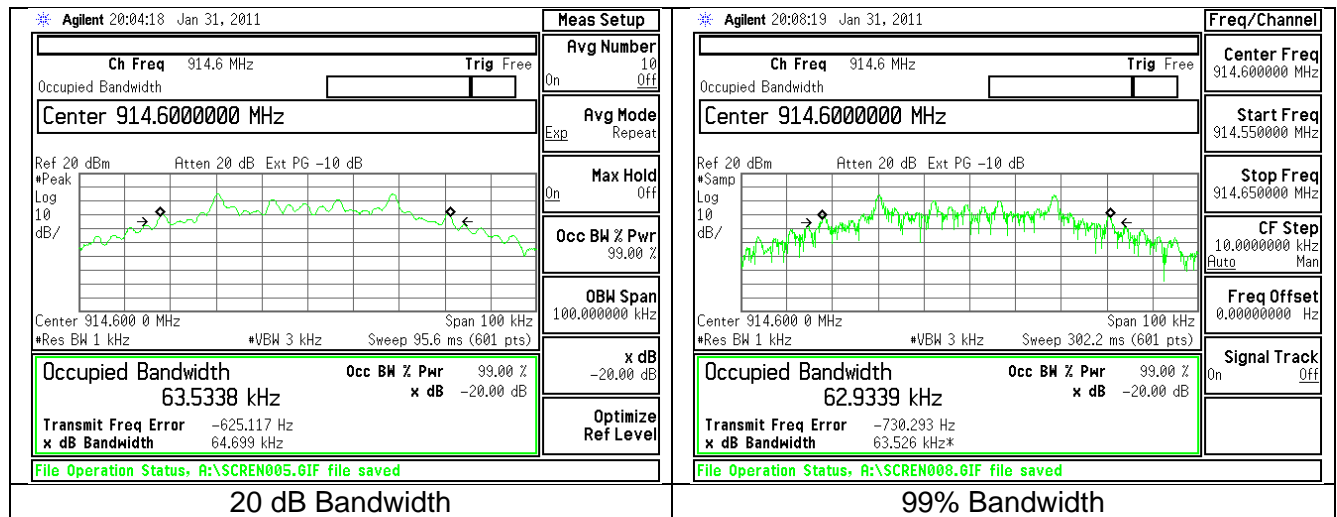 Agilent 20:04:18 Jan 31, 2011
Meas Setup
Ch Freq 914.6 MHz Trig Free
Occupied Bandwidth
Center 914.6000000 MHz
Ref 20 dBm Atten 20 dB Ext PG -10 dB
#Peak
Log
10
dB/
Center 914.600 0 MHz Span 100 kHz
#Res BW 1 kHz #VBW 3 kHz Sweep 95.6 ms (601 pts)
Occupied Bandwidth Occ BW % Pwr 99.00 %
63.5338 kHz x dB -20.00 dB
Transmit Freq Error -625.117 Hz
x dB Bandwidth 64.699 kHz
File Operation Status, A:\SCREN005.GIF file saved
Avg Number
10
On Off
Avg Mode
Exp Repeat
Max Hold
On Off
Occ BW % Pwr
99.00 %
OBW Span
100.000000 kHz
x dB
-20.00 dB
Optimize
Ref Level
20 dB Bandwidth
Agilent 20:08:19 Jan 31, 2011
Freq/Channel
Ch Freq 914.6 MHz Trig Free
Occupied Bandwidth
Center 914.6000000 MHz
Ref 20 dBm Atten 20 dB Ext PG -10 dB
#Samp
Log
10
dB/
Center 914.600 0 MHz Span 100 kHz
#Res BW 1 kHz #VBW 3 kHz Sweep 302.2 ms (601 pts)
Occupied Bandwidth Occ BW % Pwr 99.00 %
62.9339 kHz x dB -20.00 dB
Transmit Freq Error -730.293 Hz
x dB Bandwidth 63.526 kHz*
File Operation Status, A:\SCREN008.GIF file saved
Center Freq
914.600000 MHz
Start Freq
914.550000 MHz
Stop Freq
914.650000 MHz
CF Step
10.0000000 kHz
Auto Man
Freq Offset
0.00000000 Hz
Signal Track
On Off
99% Bandwidth